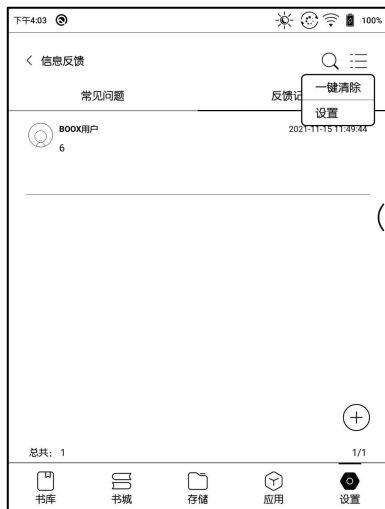 下午4:03 100%
信息反馈
一键清除
设置
常见问题 反馈记
BOOX用户 2021-11-15 11:49:44
6
总共: 1 1/1
书库 书城 存储 应用 设置